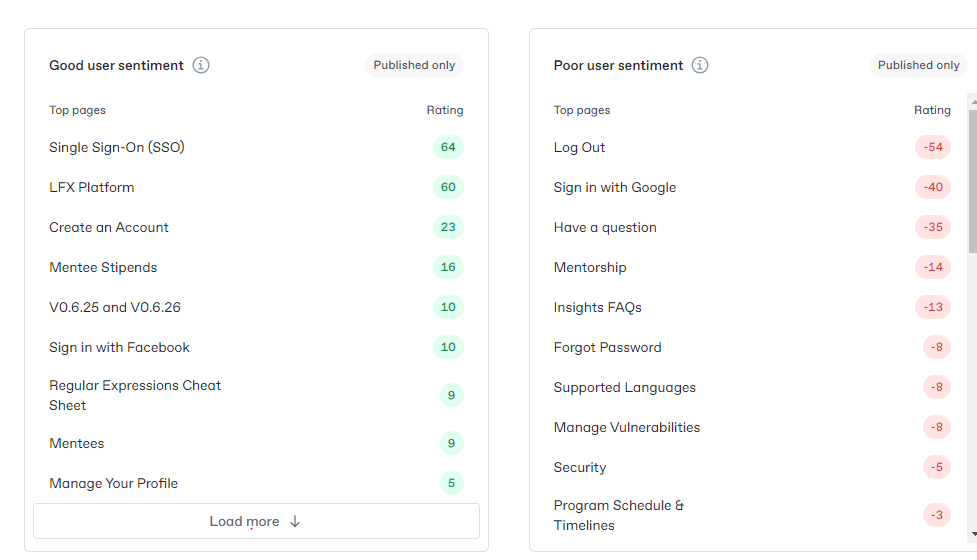 Good user sentiment
Published only
Top pages
Rating
Single Sign-On (SSO)
64
LFX Platform
60
Create an Account
23
Mentee Stipends
16
V0.6.25 and V0.6.26
10
Sign in with Facebook
10
Regular Expressions Cheat
Sheet
9
Mentees
9
Manage Your Profile
5
Load more ↓
Poor user sentiment
Published only
Top pages
Rating
Log Out
-54
Sign in with Google
-40
Have a question
-35
Mentorship
-14
Insights FAQs
-13
Forgot Password
-8
Supported Languages
-8
Manage Vulnerabilities
-8
Security
-5
Program Schedule &
Timelines
-3